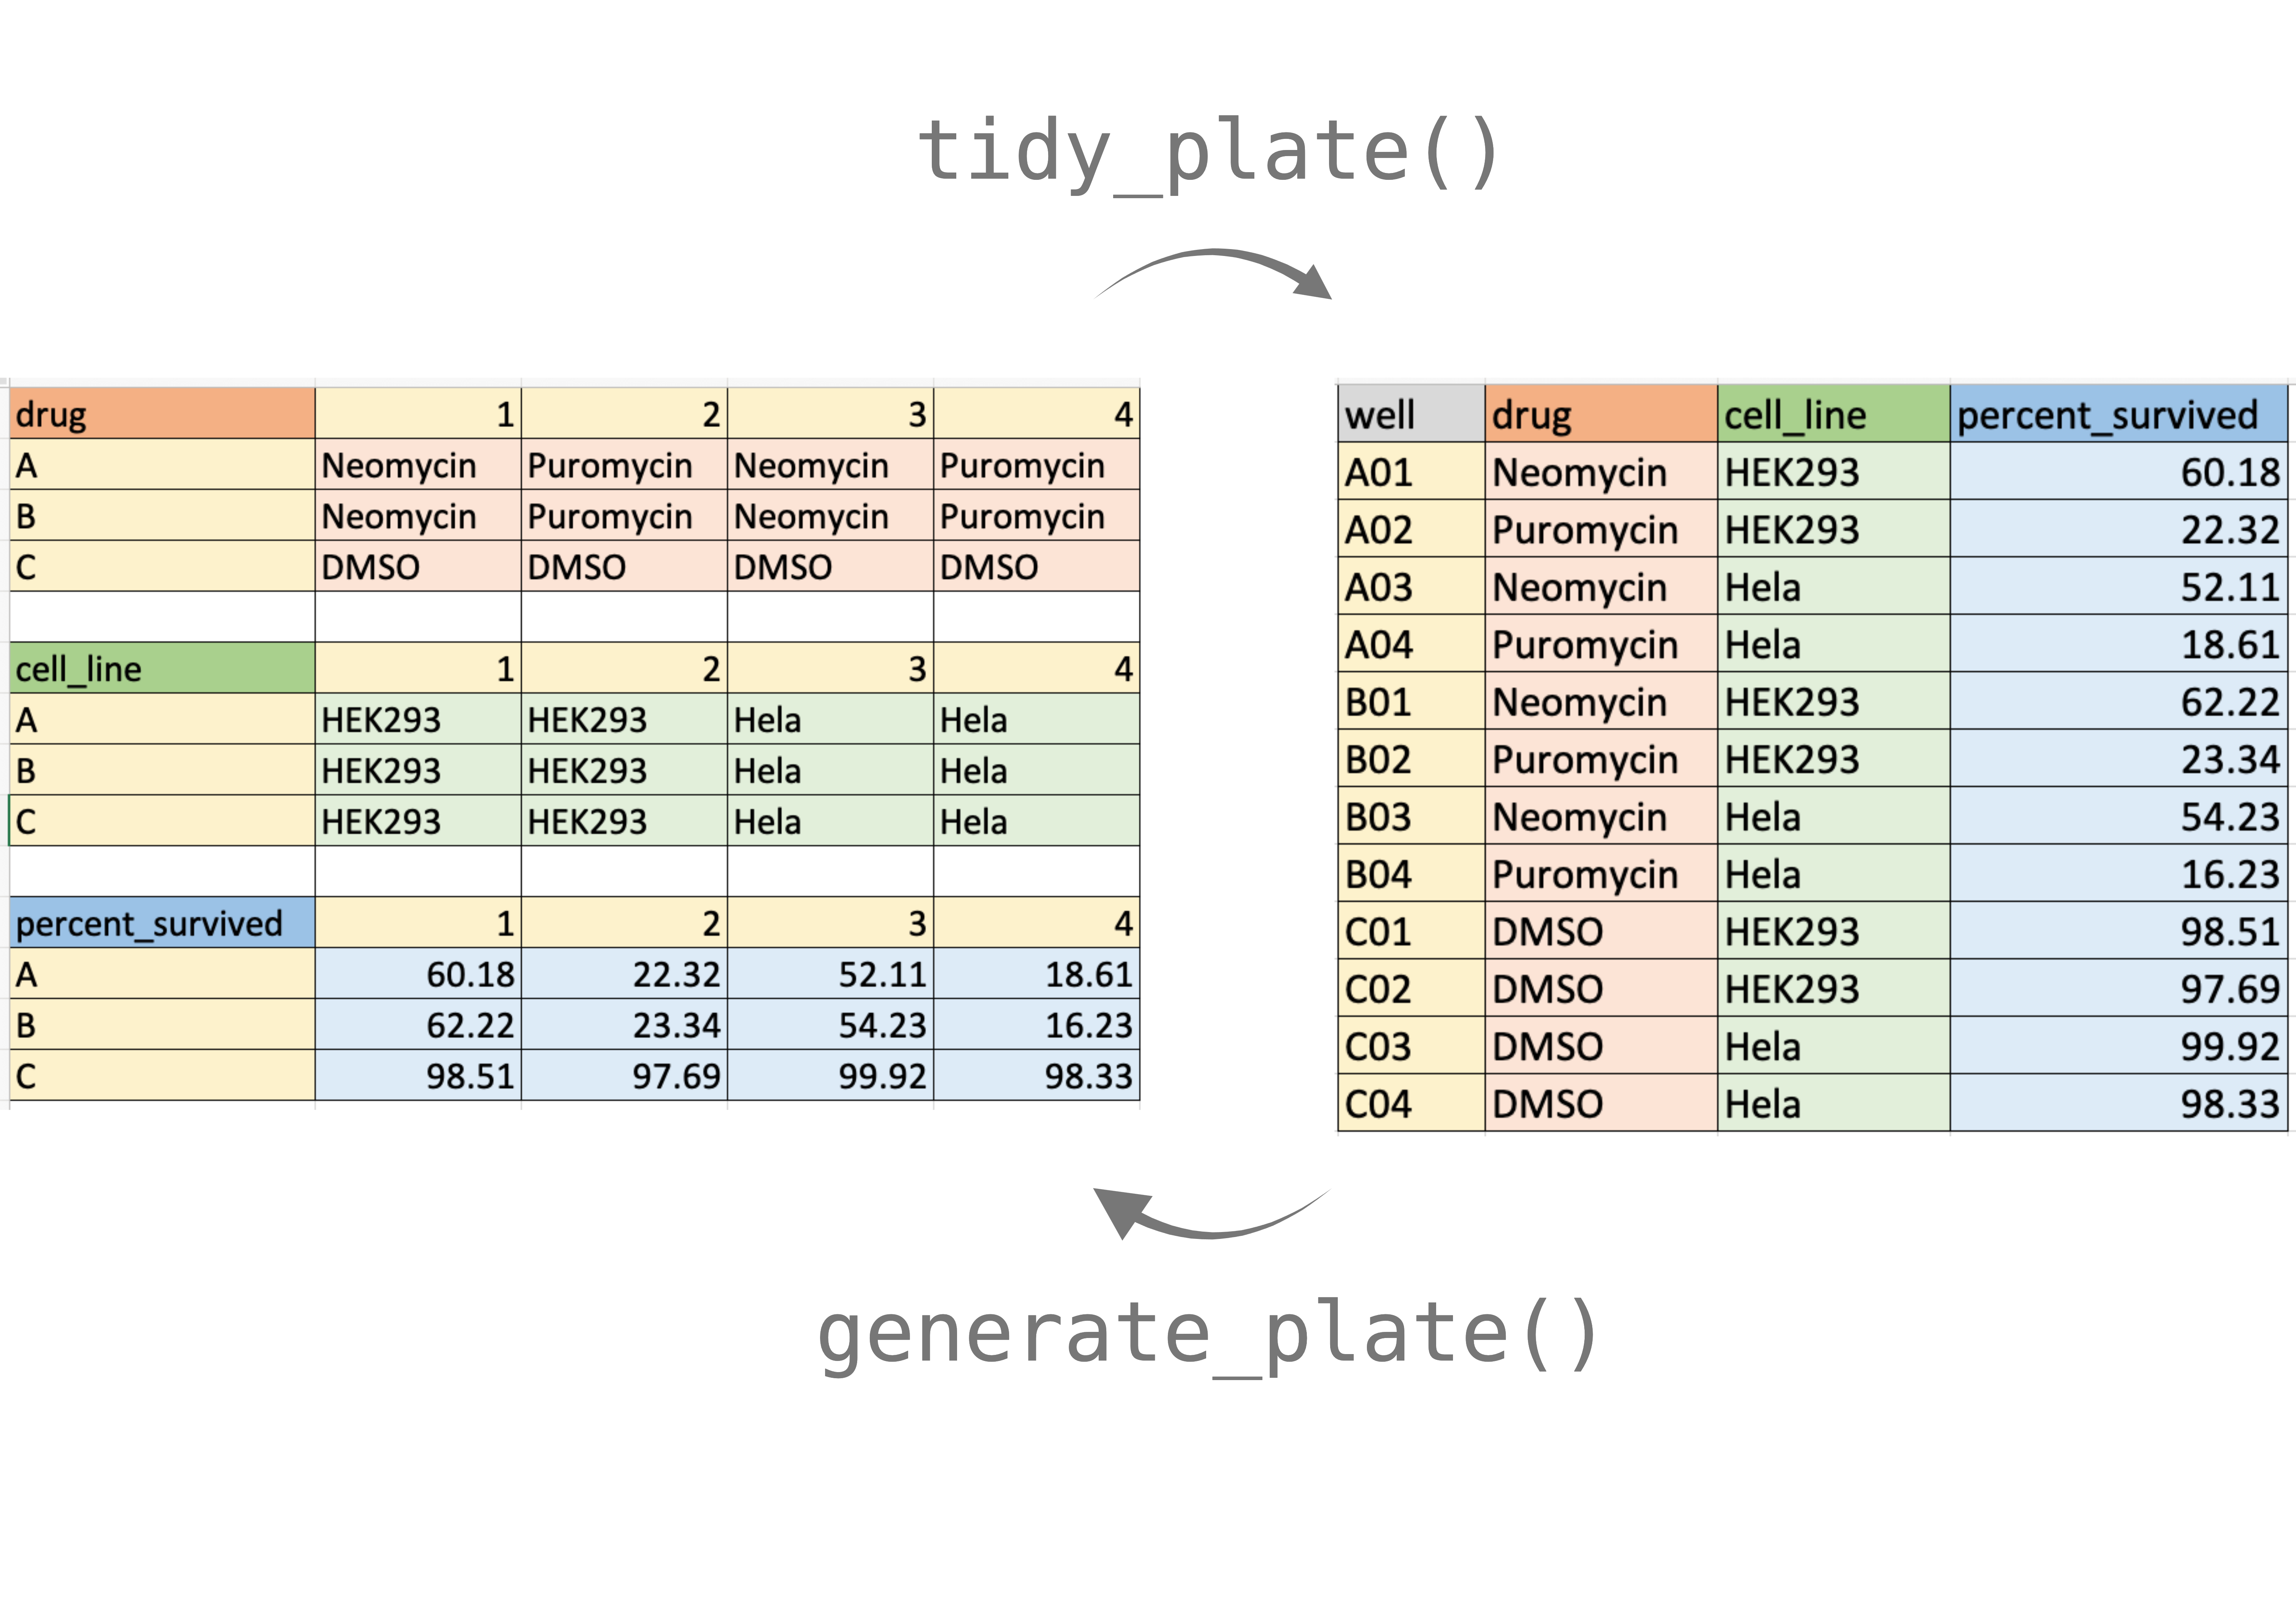 tidy_plate()
drug 1 2 3 4
A Neomycin Puromycin Neomycin Puromycin
B Neomycin Puromycin Neomycin Puromycin
C DMSO DMSO DMSO DMSO
cell_line 1 2 3 4
A HEK293 HEK293 Hela Hela
B HEK293 HEK293 Hela Hela
C HEK293 HEK293 Hela Hela
percent_survived 1 2 3 4
A 60.18 22.32 52.11 18.61
B 62.22 23.34 54.23 16.23
C 98.51 97.69 99.92 98.33
well drug cell_line percent_survived
A01 Neomycin HEK293 60.18
A02 Puromycin HEK293 22.32
A03 Neomycin Hela 52.11
A04 Puromycin Hela 18.61
B01 Neomycin HEK293 62.22
B02 Puromycin HEK293 23.34
B03 Neomycin Hela 54.23
B04 Puromycin Hela 16.23
C01 DMSO HEK293 98.51
C02 DMSO HEK293 97.69
C03 DMSO Hela 99.92
C04 DMSO Hela 98.33
generate_plate()